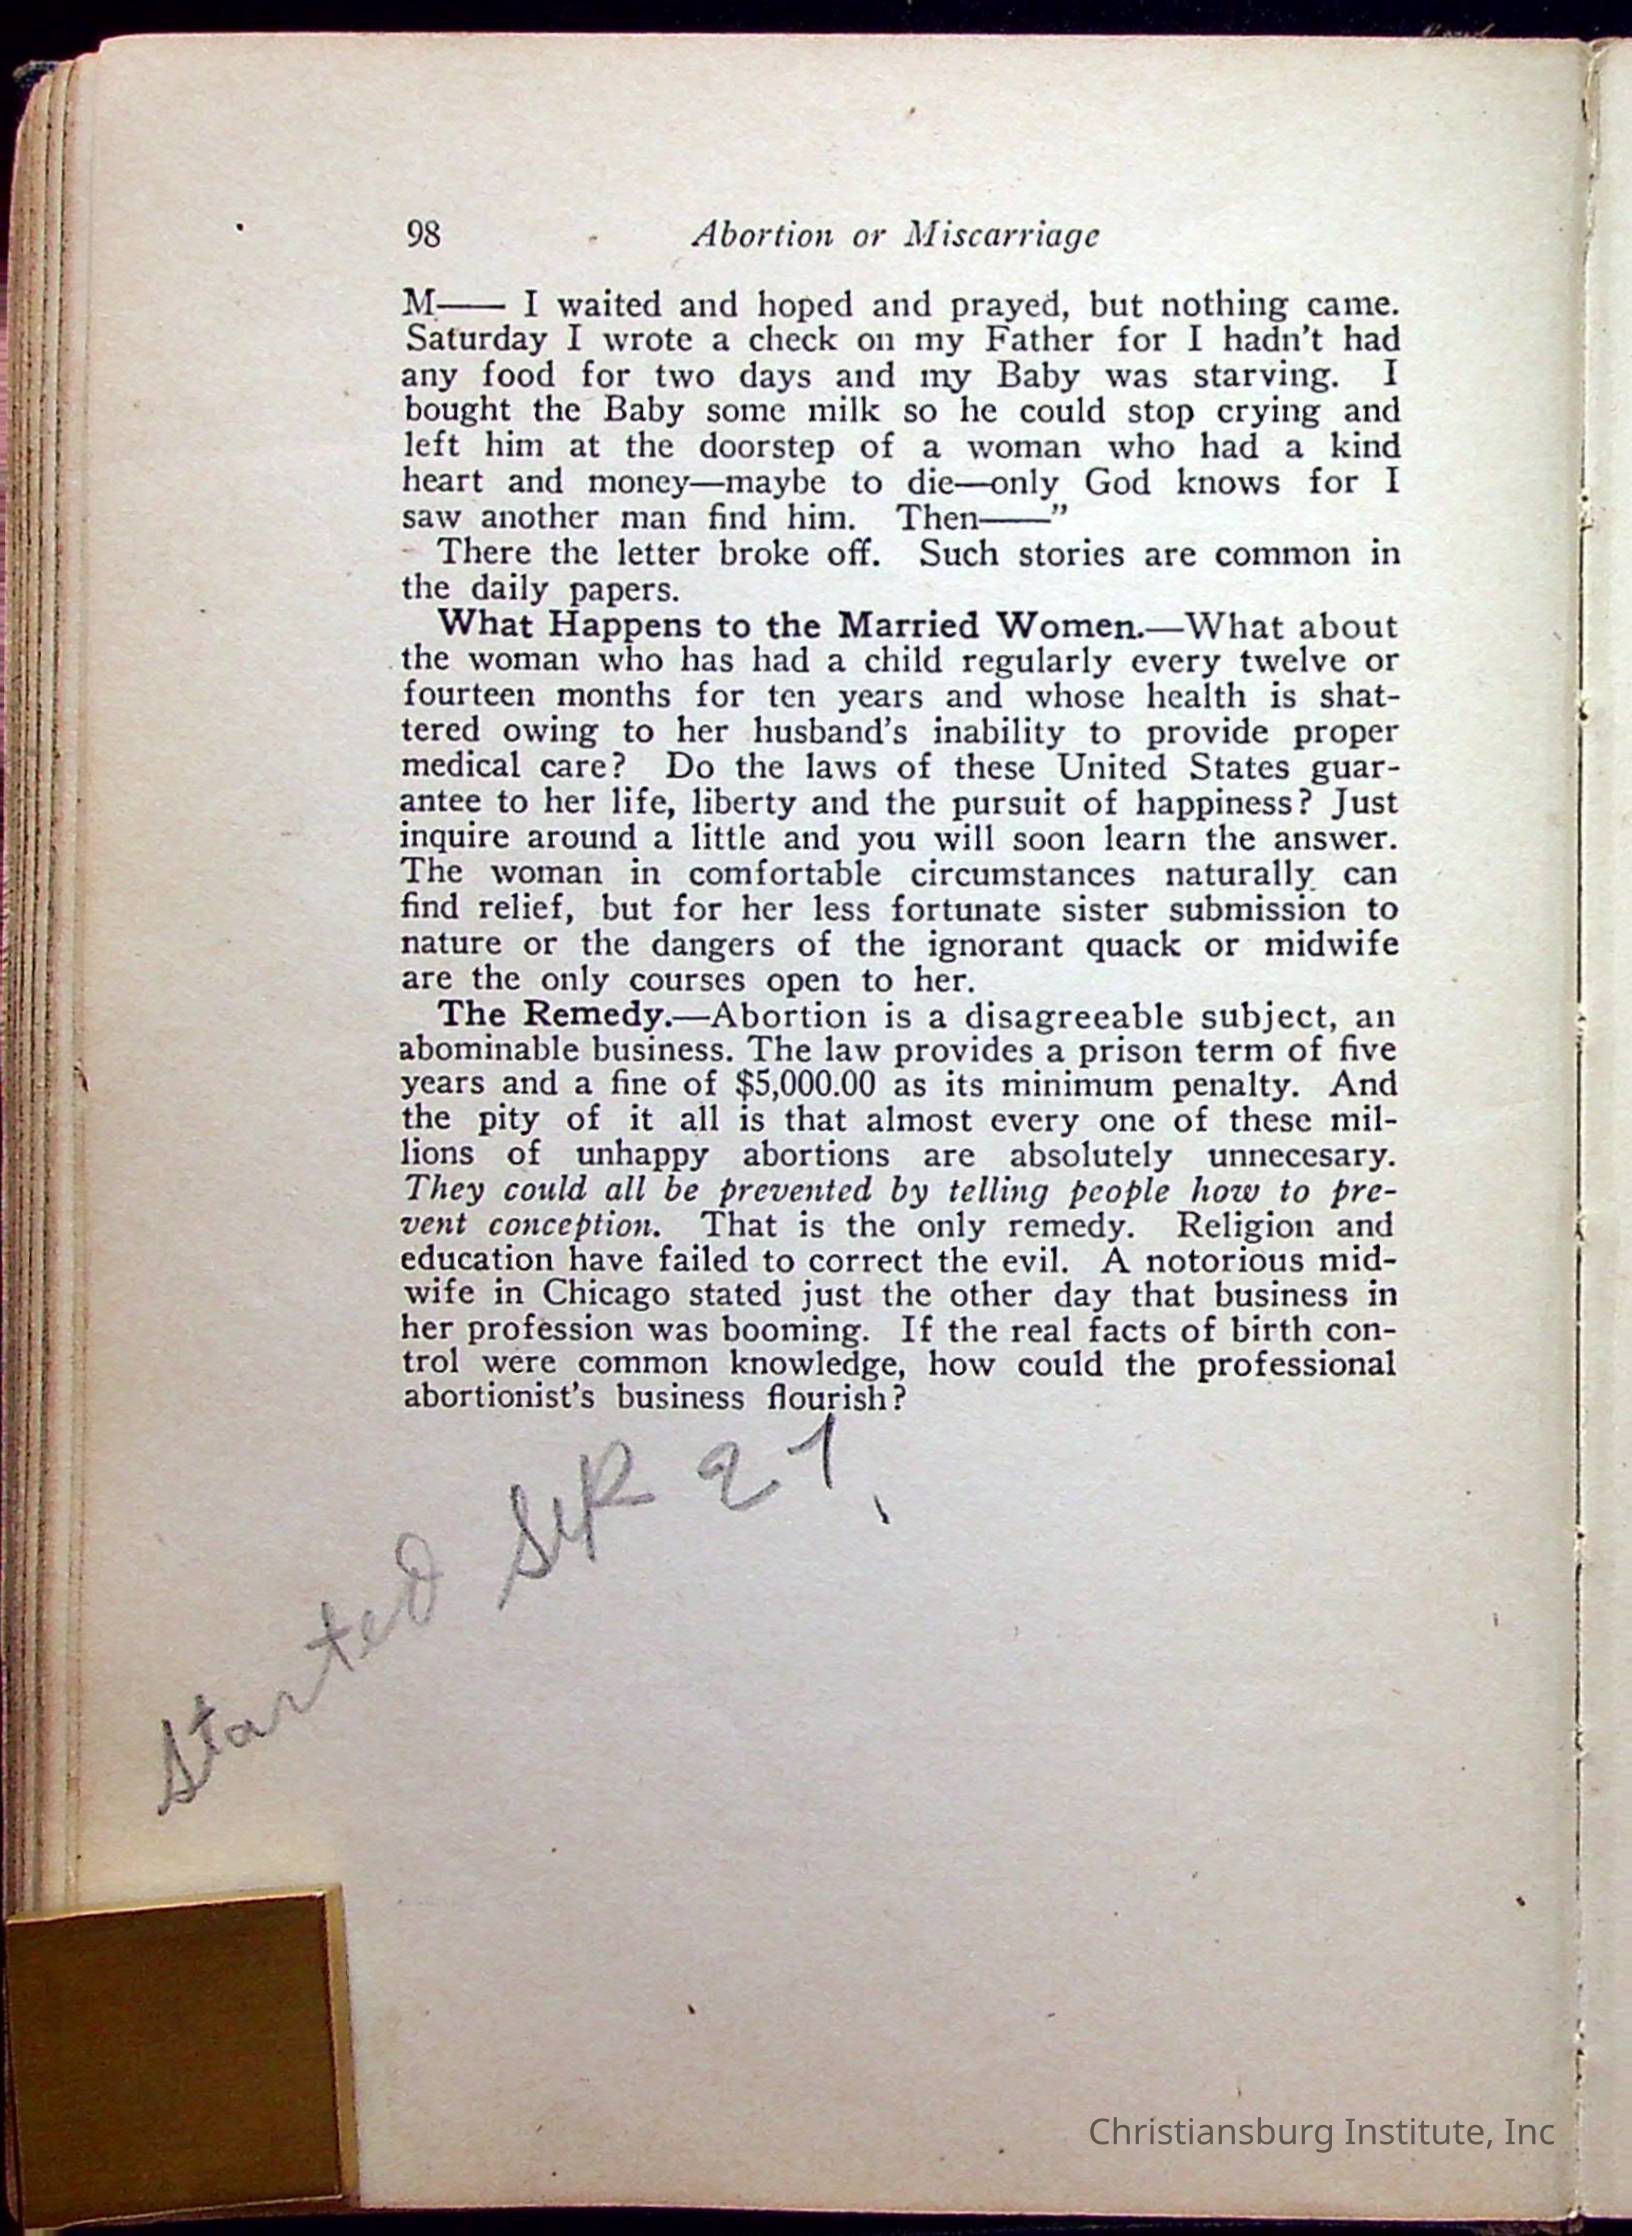 98 Abortion or Miscarriage
M—— I waited and hoped and prayed, but nothing came.
Saturday I wrote a check on my Father for I hadn't had
any food for two days and my Baby was starving. I
bought the Baby some milk so he could stop crying and
left him at the doorstep of a woman who had a kind
heart and money—maybe to die—only God knows for I
saw another man find him. Then——"
There the letter broke off. Such stories are common in
the daily papers.
What Happens to the Married Women.—What about
the woman who has had a child regularly every twelve or
fourteen months for ten years and whose health is shat-
tered owing to her husband's inability to provide proper
medical care? Do the laws of these United States guar-
antee to her life, liberty and the pursuit of happiness? Just
inquire around a little and you will soon learn the answer.
The woman in comfortable circumstances naturally can
find relief, but for her less fortunate sister submission to
nature or the dangers of the ignorant quack or midwife
are the only courses open to her.
The Remedy.—Abortion is a disagreeable subject, an
abominable business. The law provides a prison term of five
years and a fine of $5,000.00 as its minimum penalty. And
the pity of it all is that almost every one of these mil-
lions of unhappy abortions are absolutely unnecesary.
They could all be prevented by telling people how to pre-
vent conception. That is the only remedy. Religion and
education have failed to correct the evil. A notorious mid-
wife in Chicago stated just the other day that business in
her profession was booming. If the real facts of birth con-
trol were common knowledge, how could the professional
abortionist's business flourish?
Started Sep 27
Christiansburg Institute, Inc